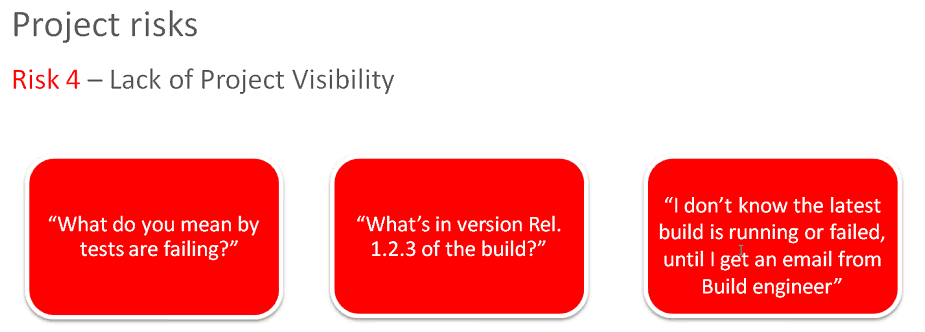 Project risks
Risk 4 – Lack of Project Visibility
“What do you mean by
tests are failing?”
“What’s in version Rel.
1.2.3 of the build?”
“I don’t know the latest
build is running or failed,
until I get an email from
Build engineer”